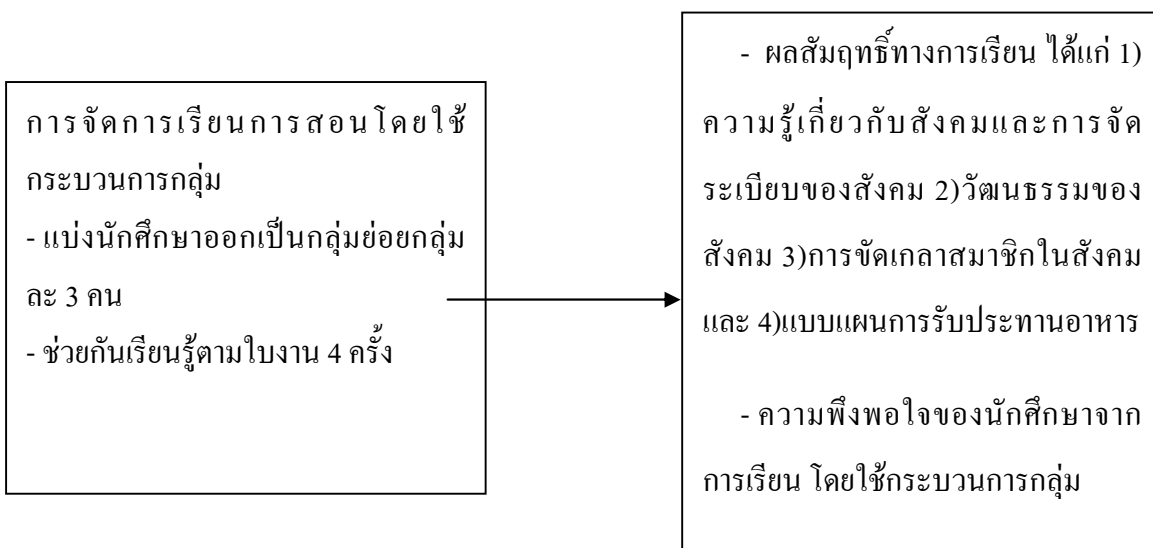 การจัดการเรียนการสอนโดยใช้
กระบวนการกลุ่ม
- แบ่งนักศึกษาออกเป็นกลุ่มย่อยกลุ่ม
ละ 3 คน
- ช่วยกันเรียนรู้ตามใบงาน 4 ครั้ง
- ผลสัมฤทธิ์ทางการเรียน ได้แก่ 1)
ความรู้เกี่ยวกับสังคมและการจัด
ระเบียบของสังคม 2)วัฒนธรรมของ
สังคม 3)การขัดเกลาสมาชิกในสังคม
และ 4)แบบแผนการรับประทานอาหาร
- ความพึงพอใจของนักศึกษาจาก
การเรียน โดยใช้กระบวนการกลุ่ม